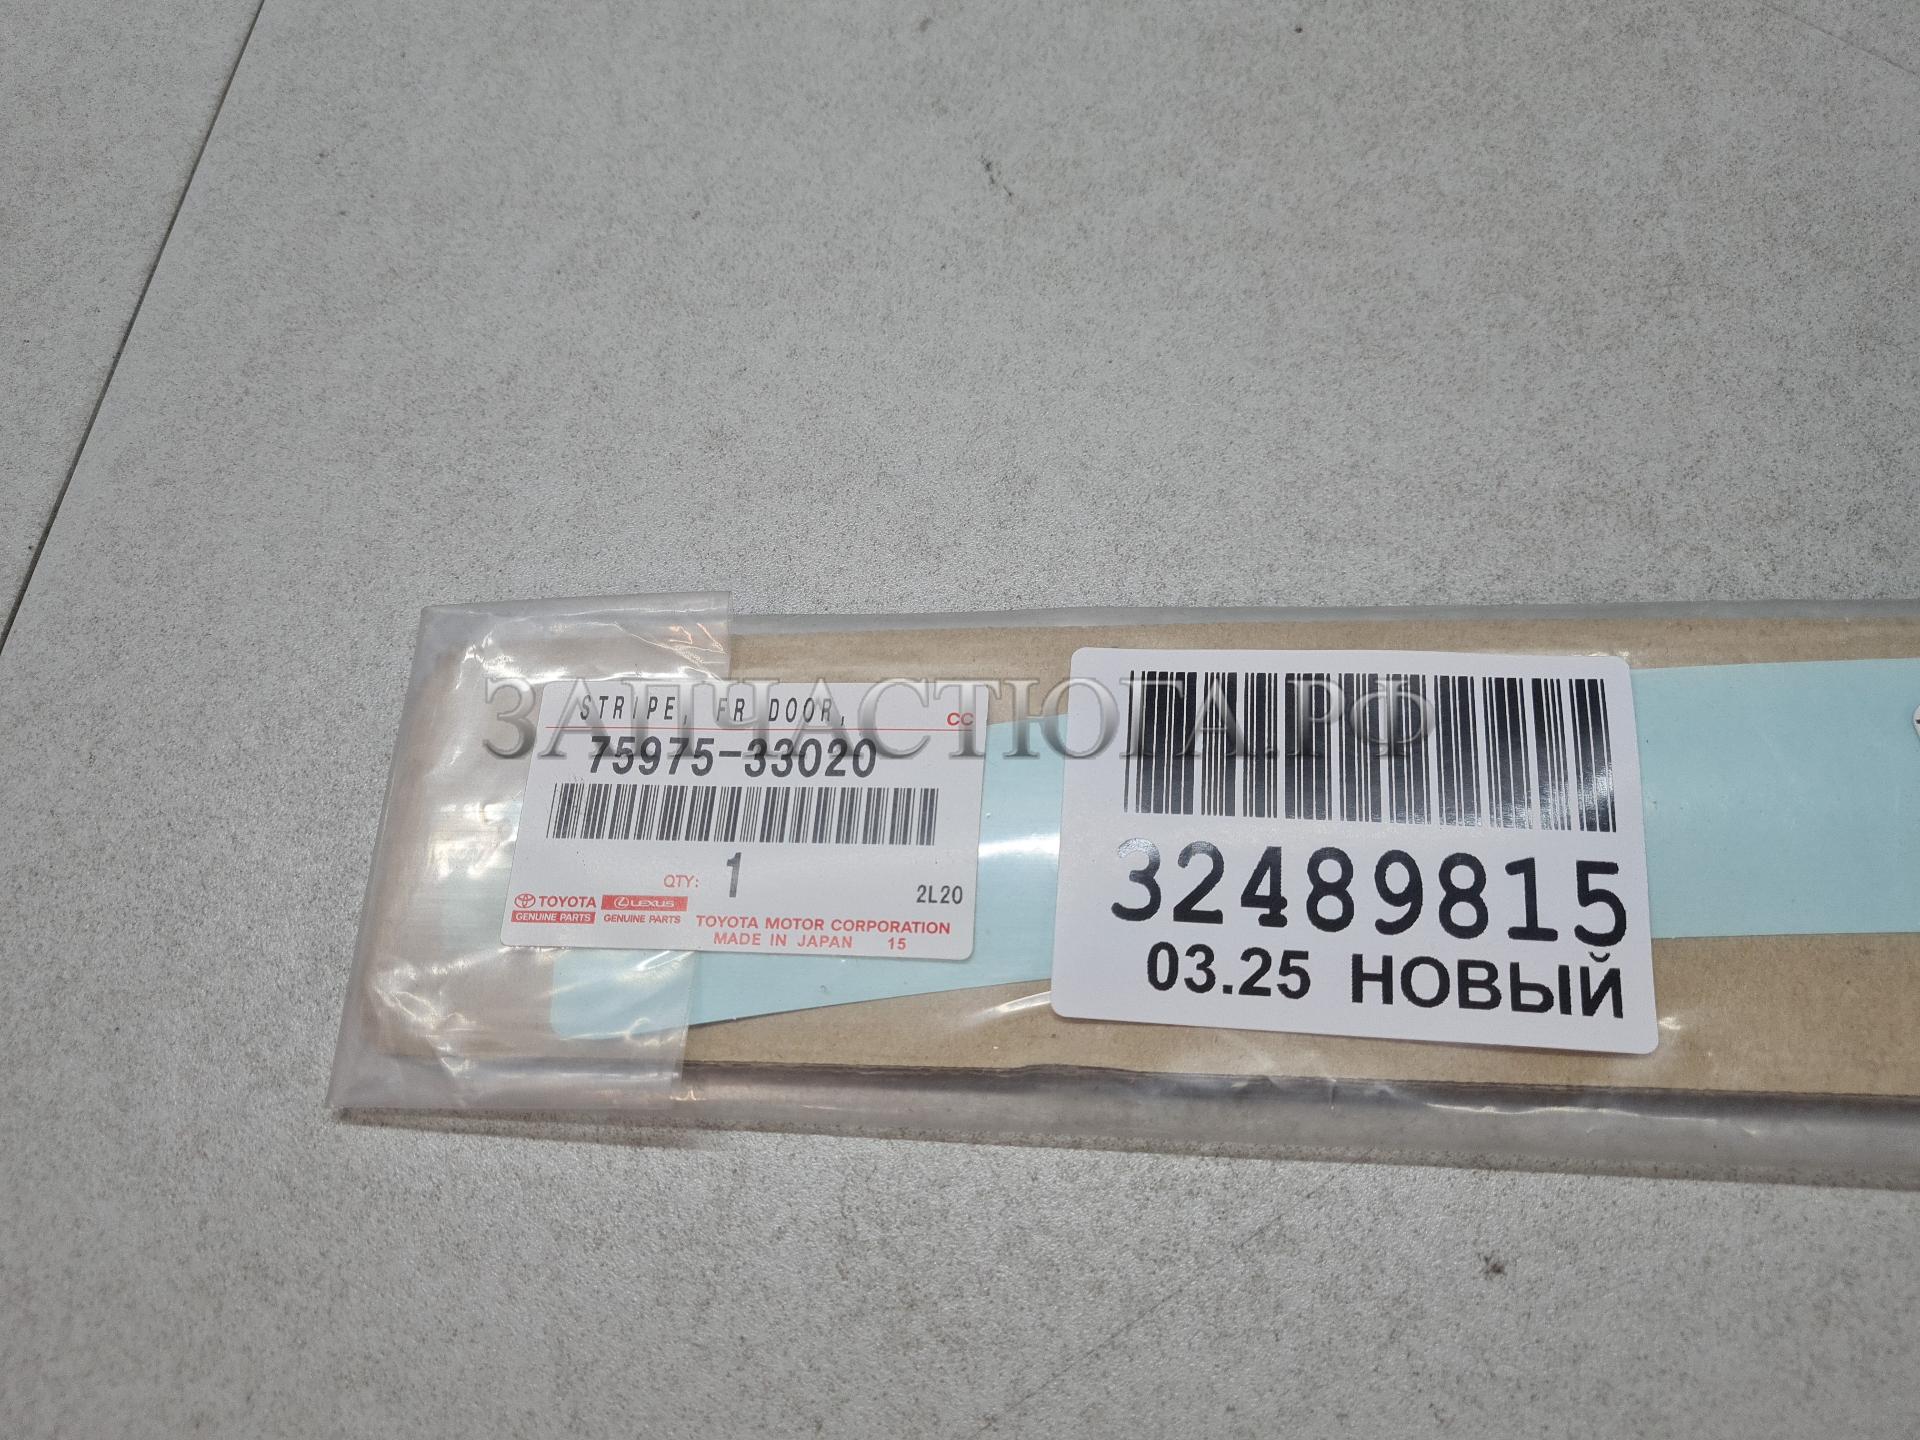 STRIPE, FR DOOR,
CC
75975-33020
QTY: 1
2L20
TOYOTA
GENUINE PARTS
LEXUS
GENUINE PARTS
TOYOTA MOTOR CORPORATION
MADE IN JAPAN 15
32489815
03.25 НОВЫЙ
ЗАПЧАСТЮГА.РФ